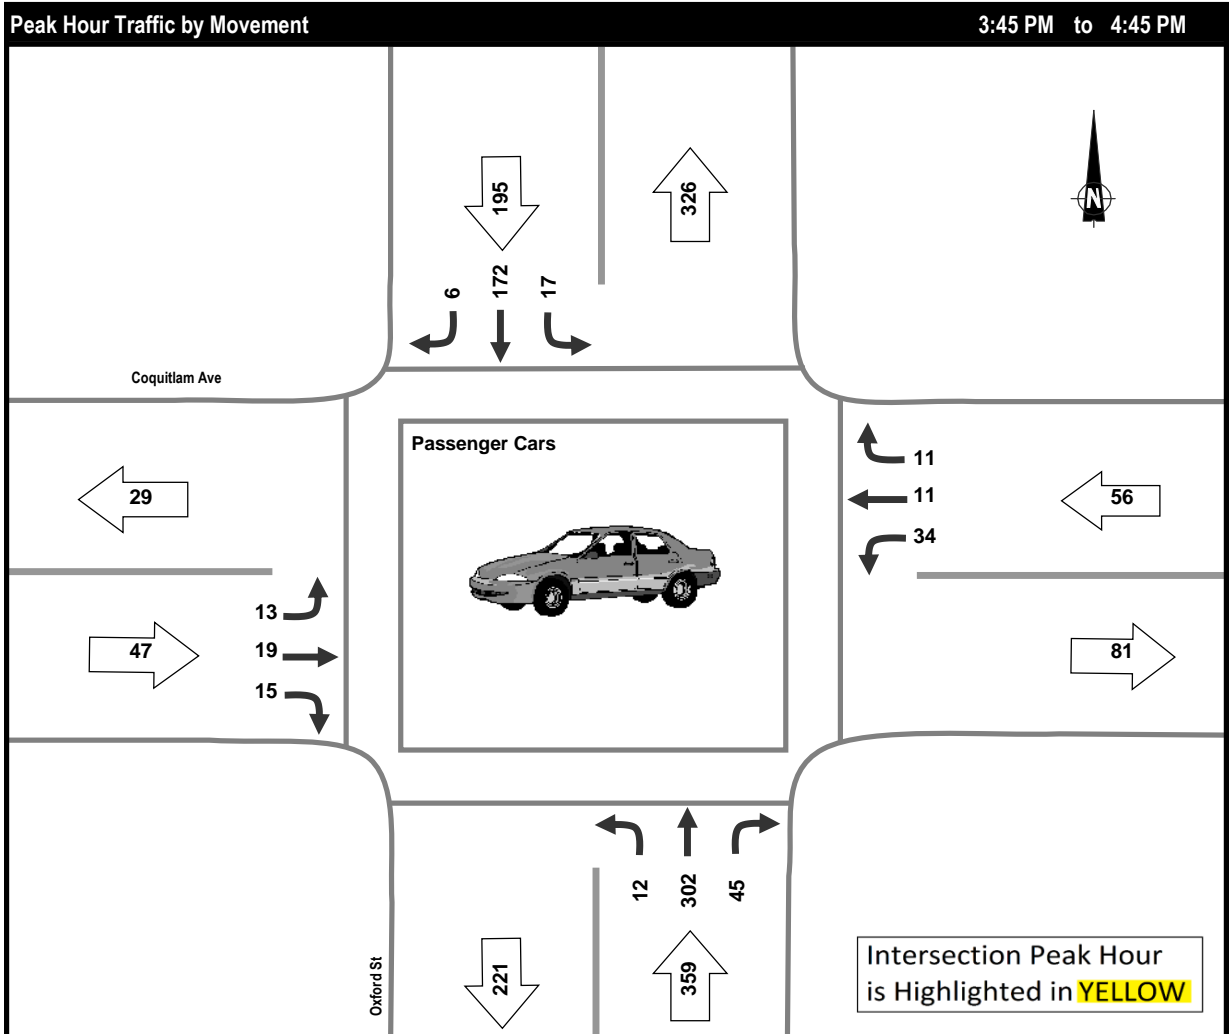 Peak Hour Traffic by Movement 3:45 PM to 4:45 PM
195
326
N
6 172 17
Coquitlam Ave
Passenger Cars
11
29
11
56
34
13
47
19
81
15
12 302 45
Oxford St
221
359
Intersection Peak Hour
is Highlighted in YELLOW